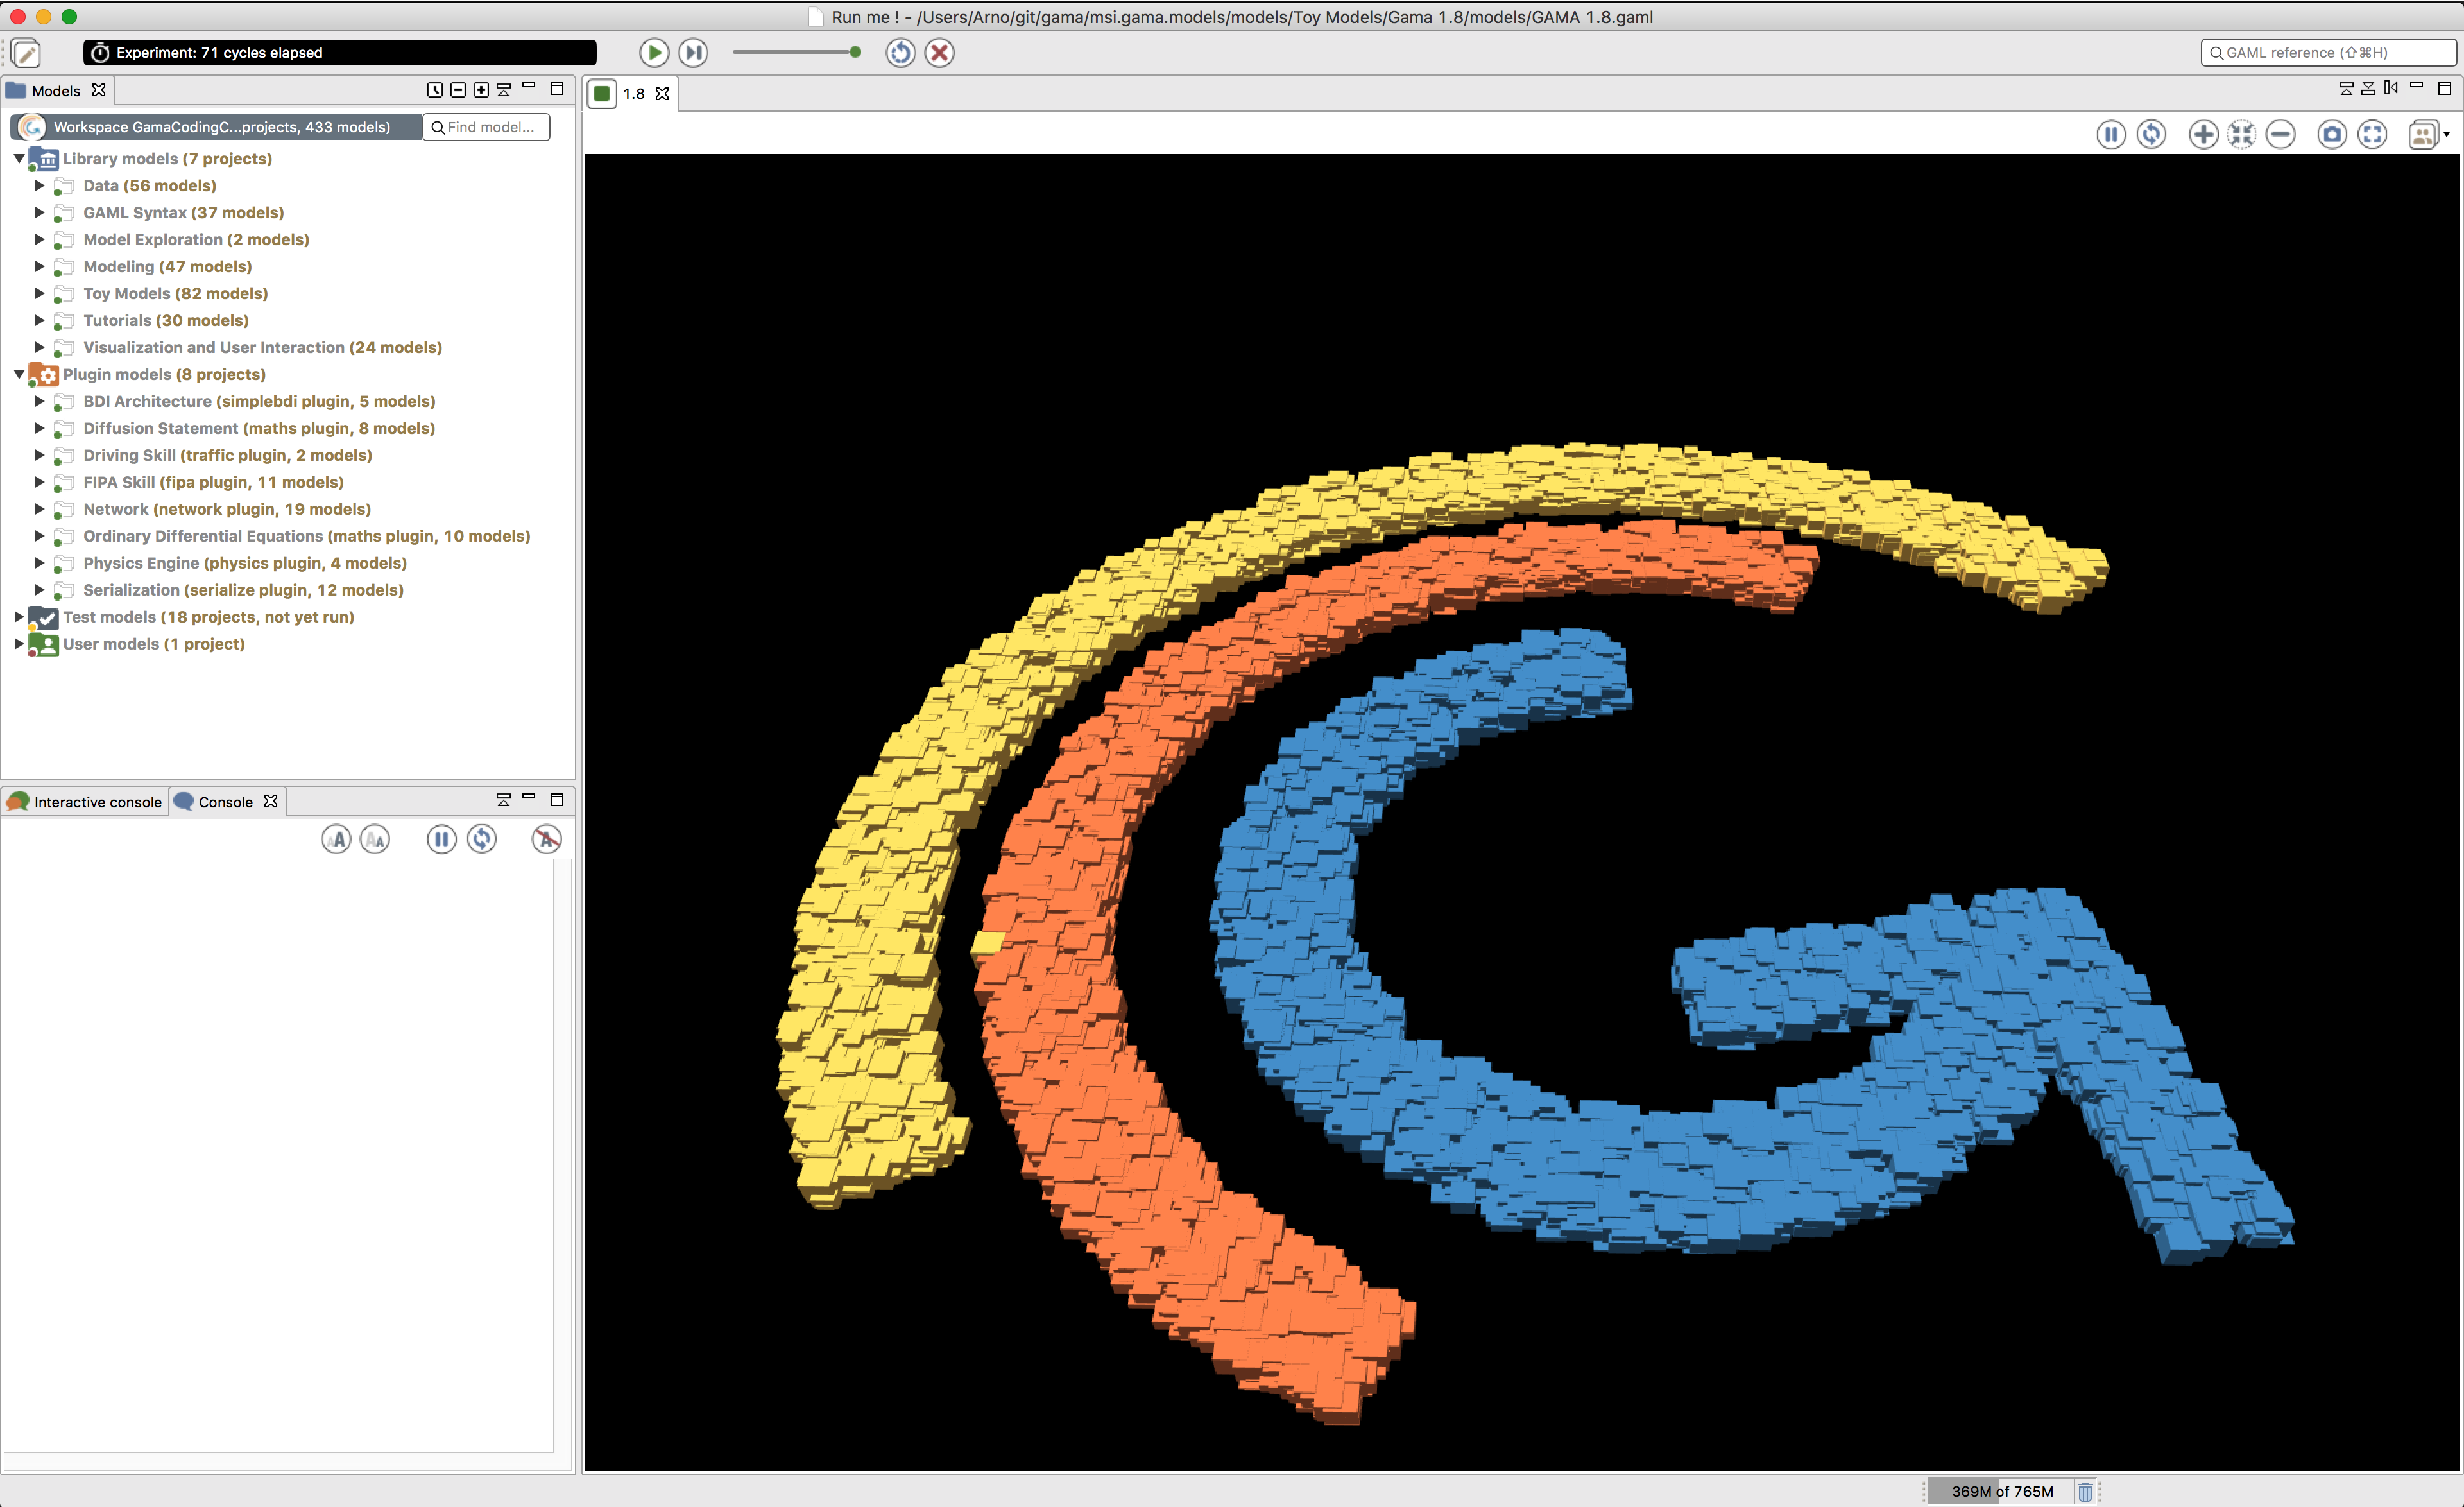 Run me ! - /Users/Arno/git/gama/msi.gama.models/models/Toy Models/Gama 1.8/models/GAMA 1.8.gaml
Experiment: 71 cycles elapsed
GAML reference (⇧⌘H)
Models
1.8
Workspace GamaCodingC...projects, 433 models)
Find model...
Library models (7 projects)
Data (56 models)
GAML Syntax (37 models)
Model Exploration (2 models)
Modeling (47 models)
Toy Models (82 models)
Tutorials (30 models)
Visualization and User Interaction (24 models)
Plugin models (8 projects)
BDI Architecture (simplebdi plugin, 5 models)
Diffusion Statement (maths plugin, 8 models)
Driving Skill (traffic plugin, 2 models)
FIPA Skill (fipa plugin, 11 models)
Network (network plugin, 19 models)
Ordinary Differential Equations (maths plugin, 10 models)
Physics Engine (physics plugin, 4 models)
Serialization (serialize plugin, 12 models)
Test models (18 projects, not yet run)
User models (1 project)
Interactive console
Console
369M of 765M